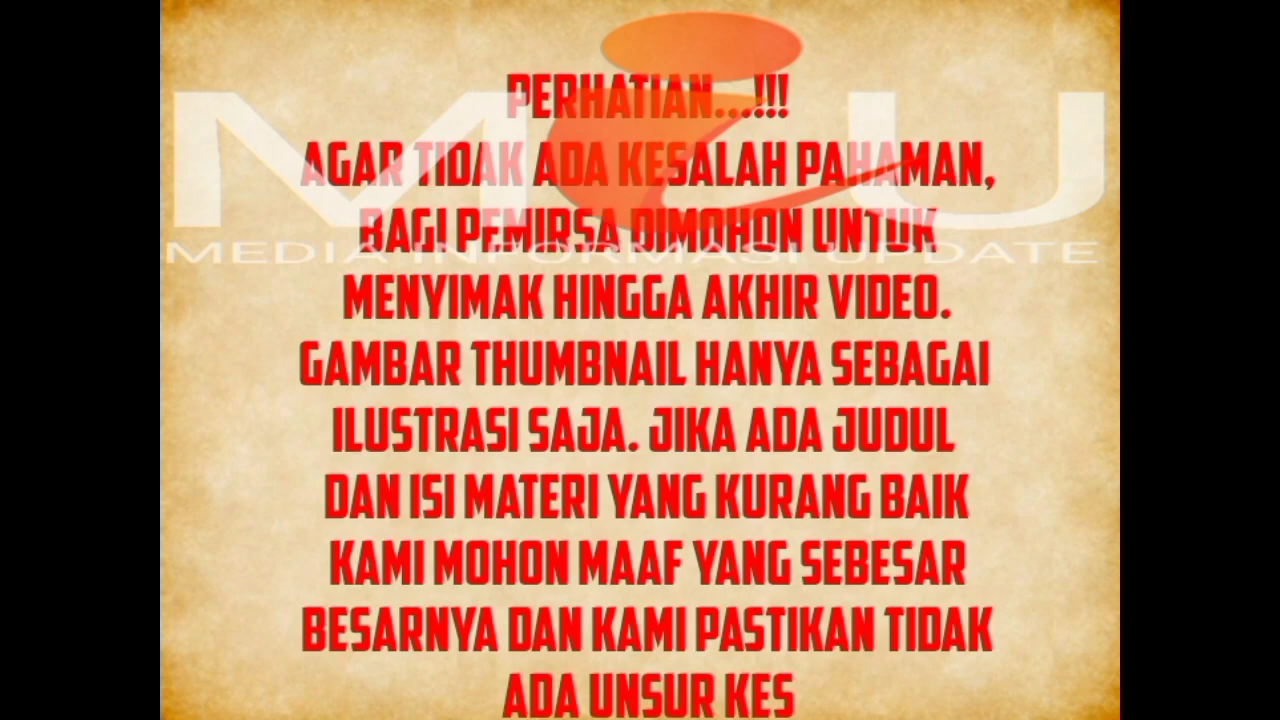 PERHATIAN...!!!
AGAR TIDAK ADA KESALAH PAHAMAN,
BAGI PEMIRSA DIMOHON UNTUK
MEDIA INFORMASI UPDATE
MENYIMAK HINGGA AKHIR VIDEO.
GAMBAR THUMBNAIL HANYA SEBAGAI
ILUSTRASI SAJA. JIKA ADA JUDUL
DAN ISI MATERI YANG KURANG BAIK
KAMI MOHON MAAF YANG SEBESAR
BESARNYA DAN KAMI PASTIKAN TIDAK
ADA UNSUR KES
MiU